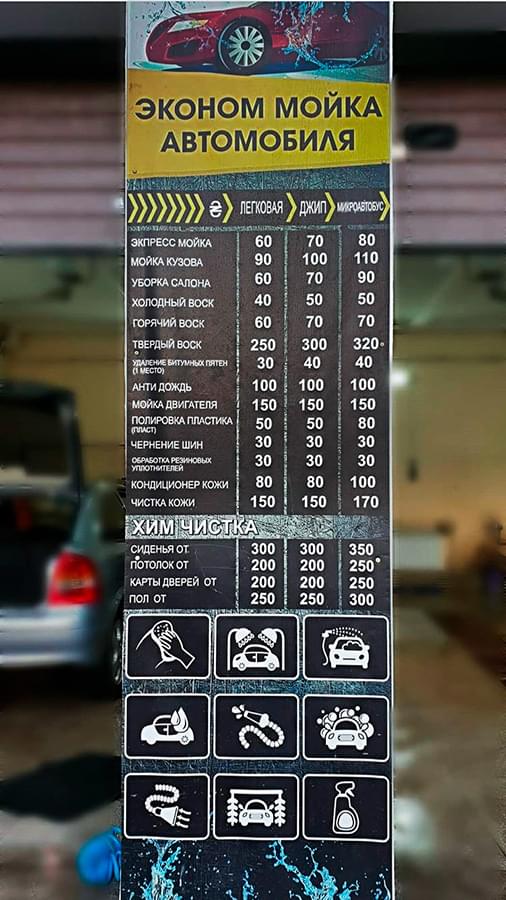 ЭКОНОМ МОЙКА
АВТОМОБИЛЯ
₴ ЛЕГКОВАЯ ДЖИП МИКРОАВТОБУС
ЭКПРЕСС МОЙКА 60 70 80
МОЙКА КУЗОВА 90 100 110
УБОРКА САЛОНА 60 70 90
ХОЛОДНЫЙ ВОСК 40 50 50
ГОРЯЧИЙ ВОСК 60 70 70
ТВЕРДЫЙ ВОСК 250 300 320
УДАЛЕНИЕ БИТУМНЫХ ПЯТЕН 30 40 40
(1 МЕСТО)
АНТИ ДОЖДЬ 100 100 100
МОЙКА ДВИГАТЕЛЯ 150 150 150
ПОЛИРОВКА ПЛАСТИКА 50 50 80
(ПЛАСТ)
ЧЕРНЕНИЕ ШИН 30 30 30
ОБРАБОТКА РЕЗИНОВЫХ 30 30 30
УПЛОТНИТЕЛЕЙ
КОНДИЦИОНЕР КОЖИ 80 80 100
ЧИСТКА КОЖИ 150 150 170
ХИМ ЧИСТКА
СИДЕНЬЯ ОТ 300 300 350
ПОТОЛОК ОТ 200 200 250
КАРТЫ ДВЕРЕЙ ОТ 200 200 250
ПОЛ ОТ 250 250 300